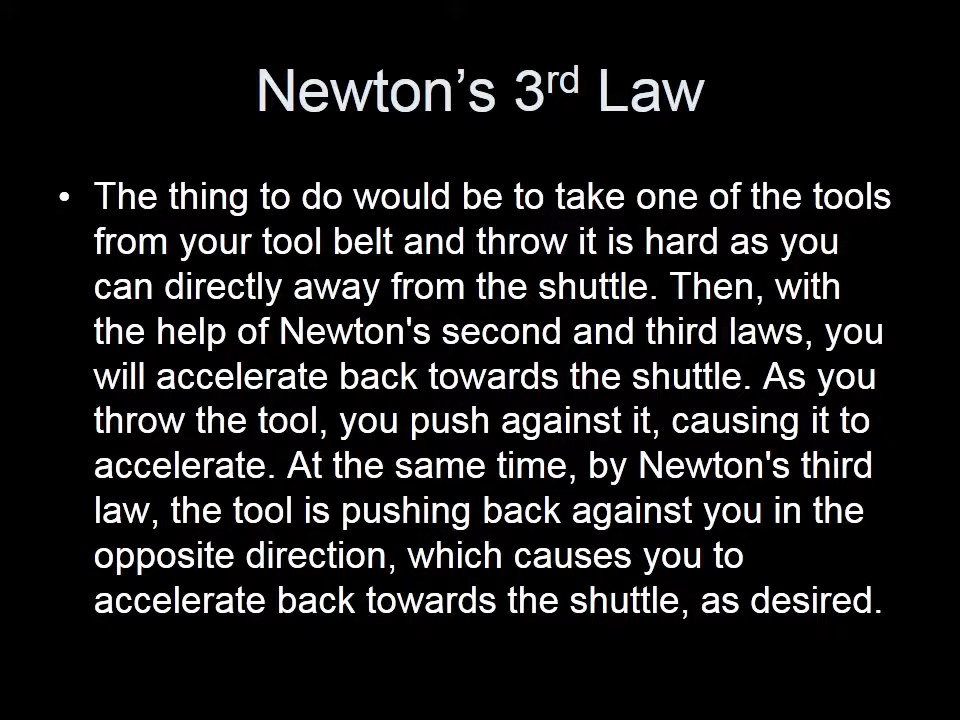 Newton’s 3rd Law
• The thing to do would be to take one of the tools
from your tool belt and throw it is hard as you
can directly away from the shuttle. Then, with
the help of Newton's second and third laws, you
will accelerate back towards the shuttle. As you
throw the tool, you push against it, causing it to
accelerate. At the same time, by Newton's third
law, the tool is pushing back against you in the
opposite direction, which causes you to
accelerate back towards the shuttle, as desired.